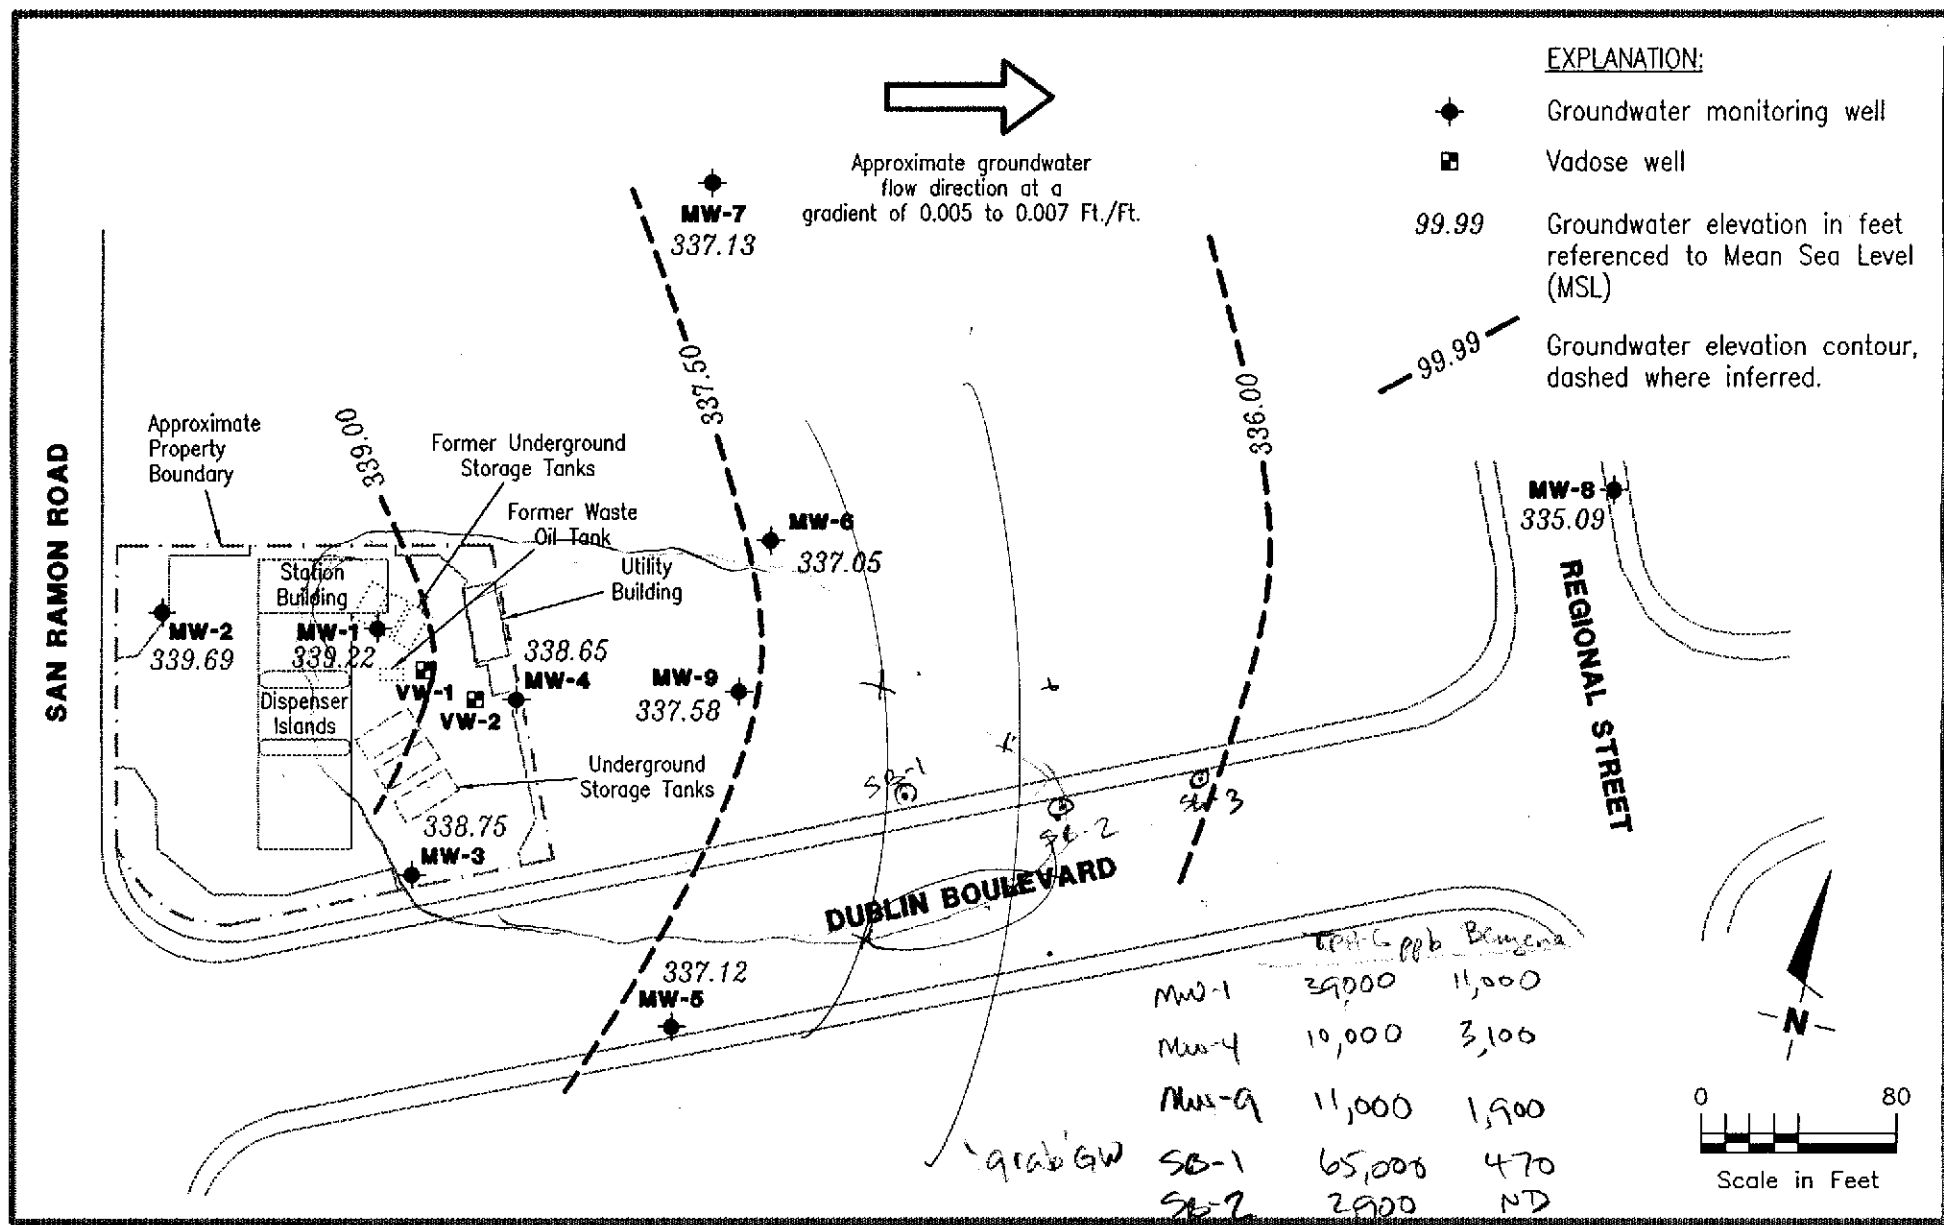 EXPLANATION:
Groundwater monitoring well
Vadose well
99.99
Groundwater elevation in feet
referenced to Mean Sea Level
(MSL)
99.99
Groundwater elevation contour,
dashed where inferred.
Approximate groundwater
flow direction at a
gradient of 0.005 to 0.007 Ft./Ft.
MW-7
337.13
337.50
336.00
339.00
Approximate
Property
Boundary
Former Underground
Storage Tanks
Former Waste
Oil Tank
Utility
Building
MW-6
337.05
MW-8
335.09
SAN RAMON ROAD
REGIONAL STREET
Station
Building
MW-2
339.69
MW-1
339.22
338.65
MW-4
VW-1
VW-2
MW-9
337.58
Dispenser
Islands
Underground
Storage Tanks
338.75
MW-3
SB-1
SB-2
SB-3
DUBLIN BOULEVARD
337.12
MW-5
TPH-G ppb Benzene
MW-1 39000 11,000
MW-4 10,000 3,100
MW-9 11,000 1,900
'grab' GW SB-1 65,000 470
SB-2 2900 ND
N
0 80
Scale in Feet